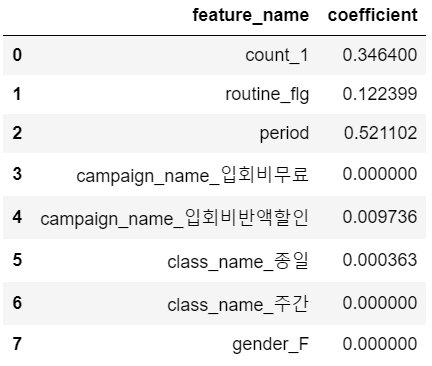 feature_name coefficient
0 count_1 0.346400
1 routine_flg 0.122399
2 period 0.521102
3 campaign_name_입회비무료 0.000000
4 campaign_name_입회비반액할인 0.009736
5 class_name_종일 0.000363
6 class_name_주간 0.000000
7 gender_F 0.000000